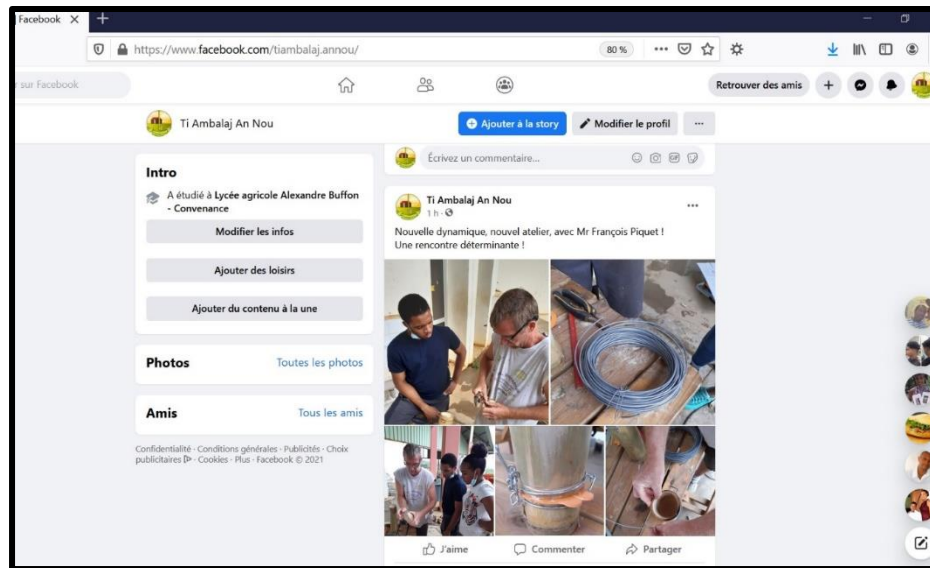 Facebook
https://www.facebook.com/tiambalaj.annou/
80 %
sur Facebook
Retrouver des amis
Ti Ambalaj An Nou
Ajouter à la story
Modifier le profil
Intro
A étudié à Lycée agricole Alexandre Buffon
- Convenance
Modifier les infos
Ajouter des loisirs
Ajouter du contenu à la une
Photos
Toutes les photos
Amis
Tous les amis
Confidentialité · Conditions générales · Publicités · Choix
publicitaires · Cookies · Plus · Facebook © 2021
Écrivez un commentaire...
GIF
Ti Ambalaj An Nou
1 h ·
Nouvelle dynamique, nouvel atelier, avec Mr François Piquet !
Une rencontre déterminante !
J'aime
Commenter
Partager